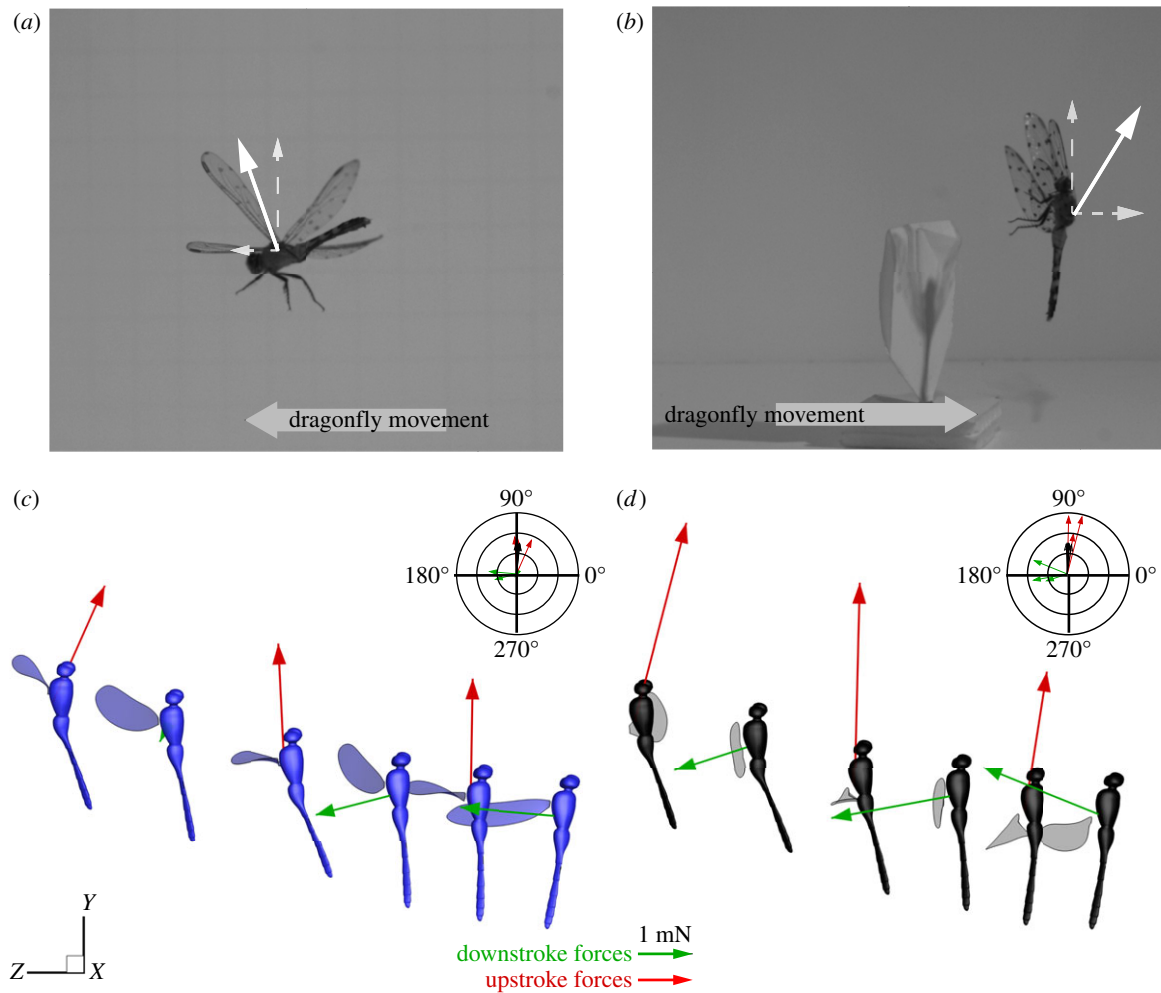 (a)
(b)
dragonfly movement
dragonfly movement
(c)
90°
180°
0°
270°
(d)
90°
180°
0°
270°
Y
Z
X
1 mN
downstroke forces
upstroke forces